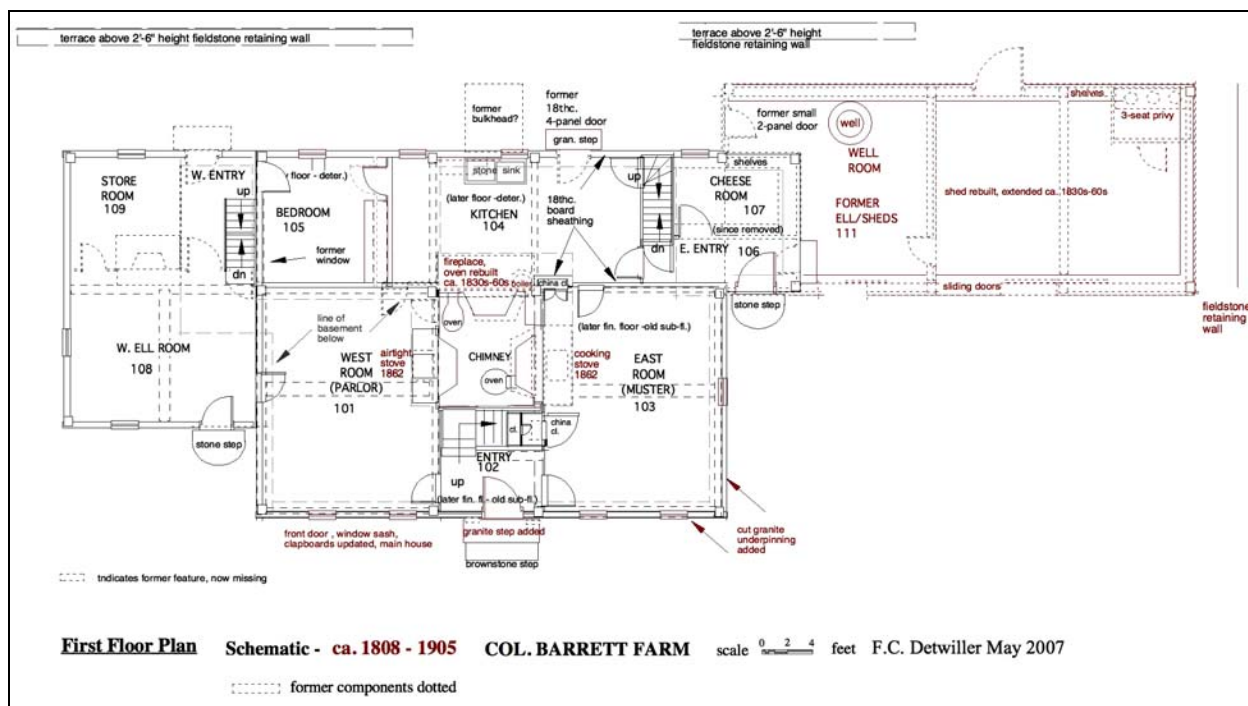 terrace above 2'-6" height fieldstone retaining wall
terrace above 2'-6" height
fieldstone retaining wall
former
bulkhead?
former
18thc.
4-panel door
gran. step
former small
2-panel door
well
shelves
3-seat privy
STORE
ROOM
109
W. ENTRY
up
dn
floor - deter.)
BEDROOM
105
former
window
stone
sink
(later floor -deter.)
KITCHEN
104
18thc.
board
sheathing
up
dn
shelves
CHEESE
ROOM
107
(since removed)
E. ENTRY
106
WELL
ROOM
FORMER
ELL/SHEDS
111
shed rebuilt, extended ca. 1830s-60s
sliding doors
stone step
fieldstone
retaining
wall
fireplace,
oven rebuilt
ca. 1830s-60s
boiler
china cl.
line of
basement
below
W. ELL ROOM
108
stone step
WEST
ROOM
(PARLOR)
101
airtight
stove
1862
oven
CHIMNEY
oven
cooking
stove
1862
(later fin. floor -old sub-fl.)
EAST
ROOM
(MUSTER)
103
cl.
china
cl.
ENTRY
102
up
(later fin. fl - old sub-fl.)
front door , window sash,
clapboards updated, main house
granite step added
brownstone step
cut granite
underpinning
added
Indicates former feature, now missing
First Floor Plan Schematic - ca. 1808 - 1905 COL. BARRETT FARM scale 0 2 4 feet F.C. Detwiller May 2007
former components dotted